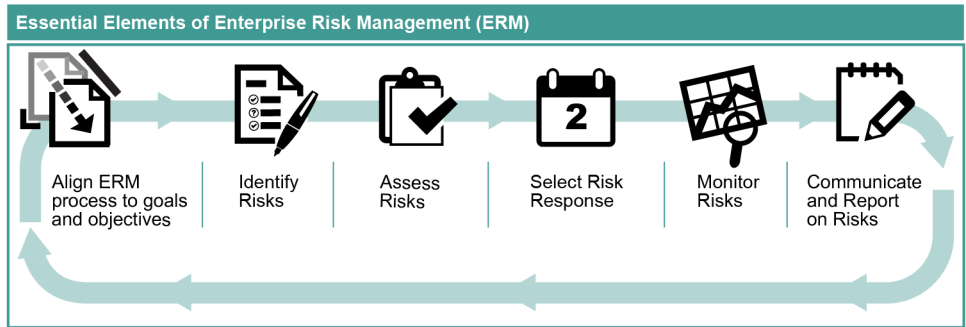 Essential Elements of Enterprise Risk Management (ERM)
Align ERM
process to goals
and objectives
Identify
Risks
Assess
Risks
2
Select Risk
Response
Monitor
Risks
Communicate
and Report
on Risks